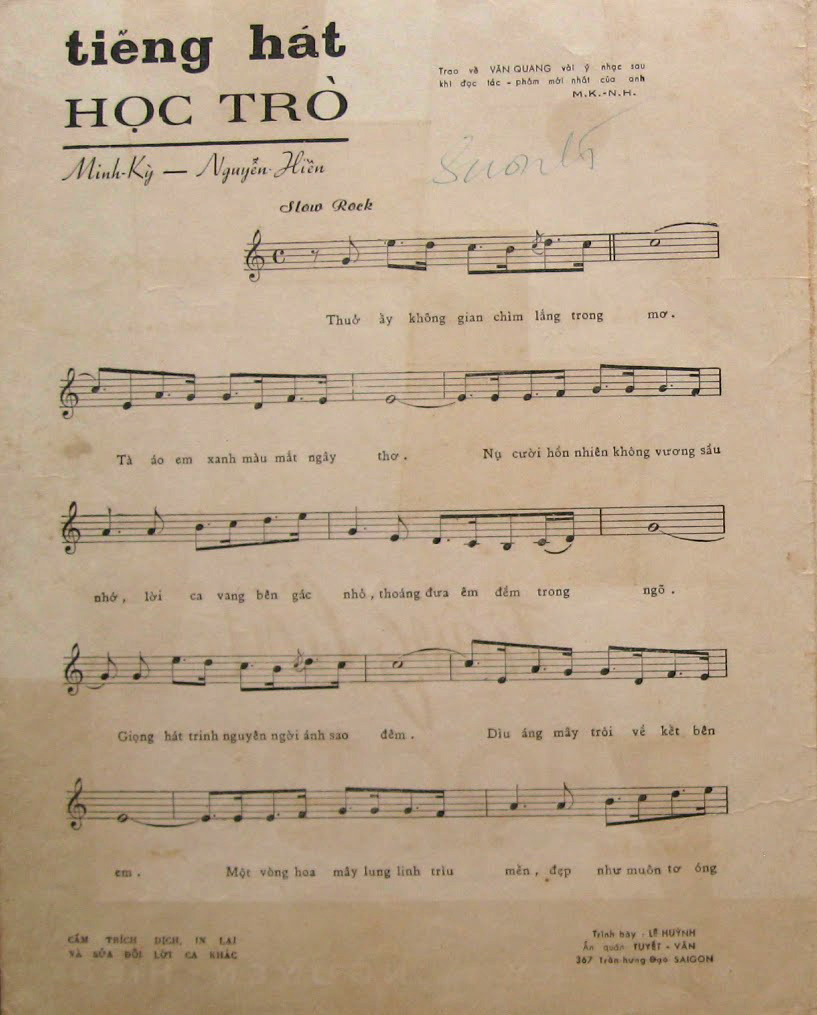 tiếng hát
HỌC TRÒ
Minh-Kỳ — Nguyễn-Hiền
Trao về VĂN QUANG vài ý nhạc sau
khi đọc tác - phẩm mới nhất của anh
M.K.-N.H.
Slow Rock
Thuở ấy không gian chìm lắng trong mơ.
Tà áo em xanh màu mắt ngây thơ. Nụ cười hồn nhiên không vương sầu
nhớ, lời ca vang bên gác nhỏ, thoáng đưa êm đềm trong ngõ.
Giọng hát trinh nguyên ngời ánh sao đêm. Dìu áng mây trôi về kết bên
em. Một vòng hoa mây lung linh trìu mến, đẹp như muôn tơ óng
CẤM TRÍCH DỊCH, IN LẠI
VÀ SỬA ĐỔI LỜI CA KHÁC
Trình bày : LÊ HUỲNH
Ấn quán TUYẾT - VÂN
367 Trần hưng Đạo SAIGON